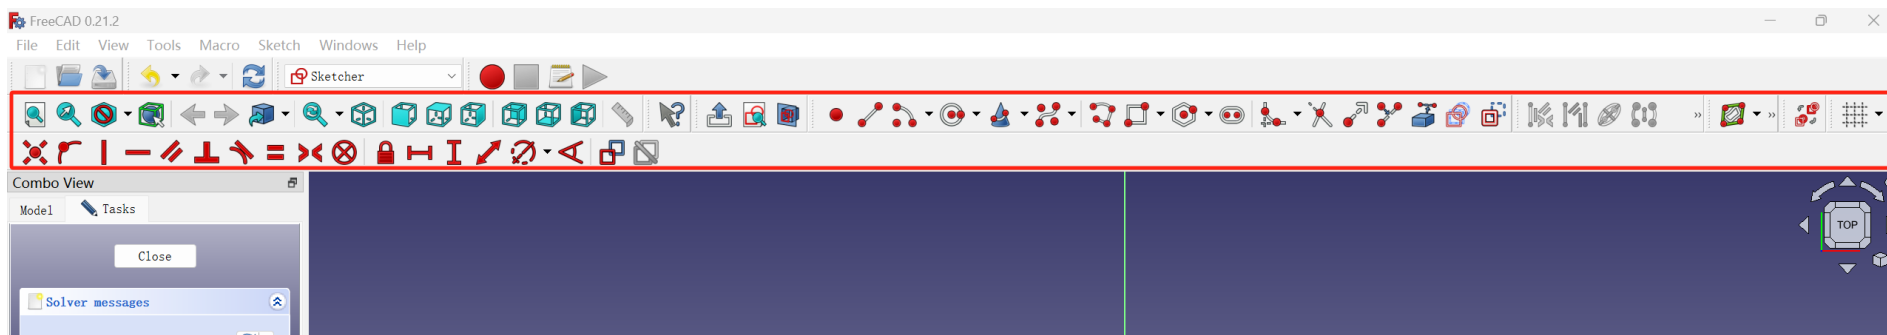 FreeCAD 0.21.2
File Edit View Tools Macro Sketch Windows Help
Sketcher
Combo View
Model Tasks
TOP
Close
Solver messages